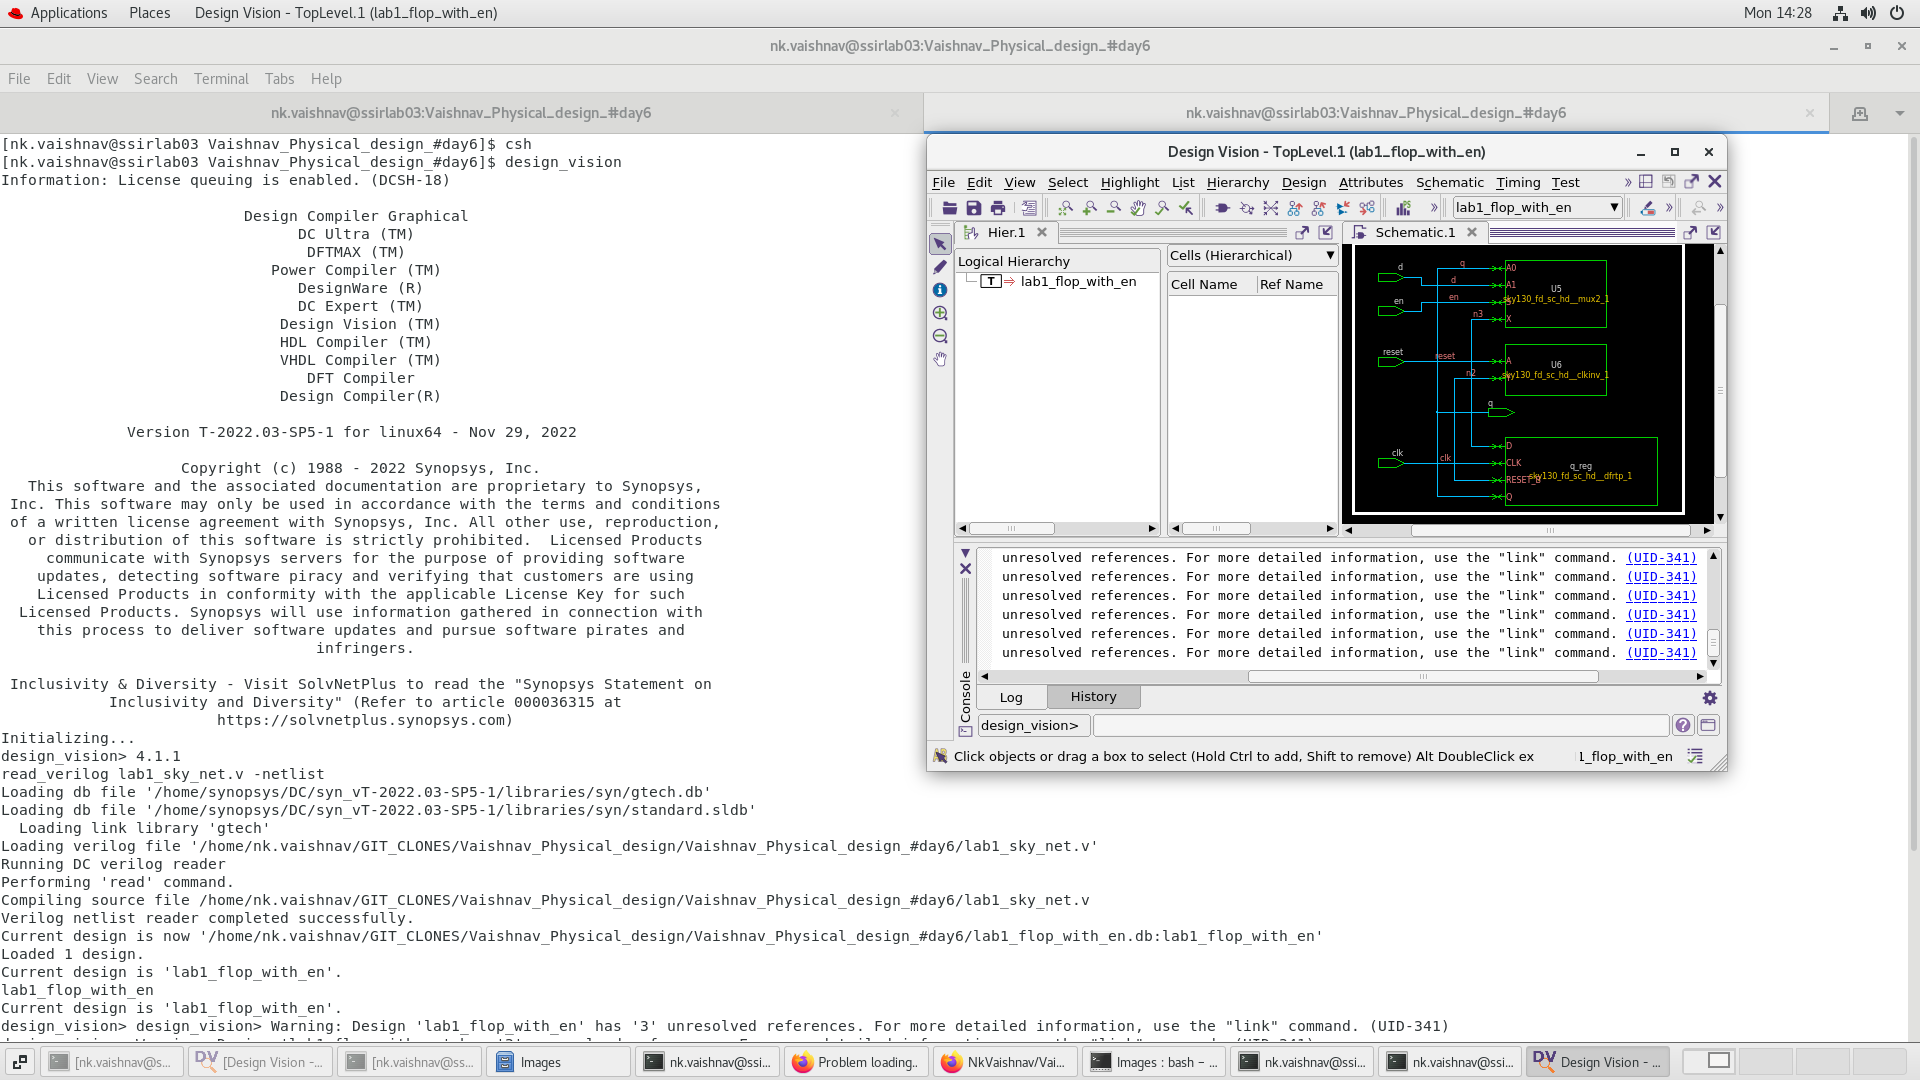 Applications Places Design Vision - TopLevel.1 (lab1_flop_with_en) Mon 14:28
nk.vaishnav@ssirlab03:Vaishnav_Physical_design_#day6
File Edit View Search Terminal Tabs Help
nk.vaishnav@ssirlab03:Vaishnav_Physical_design_#day6 nk.vaishnav@ssirlab03:Vaishnav_Physical_design_#day6
[nk.vaishnav@ssirlab03 Vaishnav_Physical_design_#day6]$ csh
[nk.vaishnav@ssirlab03 Vaishnav_Physical_design_#day6]$ design_vision
Information: License queuing is enabled. (DCSH-18)
Design Compiler Graphical
DC Ultra (TM)
DFTMAX (TM)
Power Compiler (TM)
DesignWare (R)
DC Expert (TM)
Design Vision (TM)
HDL Compiler (TM)
VHDL Compiler (TM)
DFT Compiler
Design Compiler(R)
Version T-2022.03-SP5-1 for linux64 - Nov 29, 2022
Copyright (c) 1988 - 2022 Synopsys, Inc.
This software and the associated documentation are proprietary to Synopsys,
Inc. This software may only be used in accordance with the terms and conditions
of a written license agreement with Synopsys, Inc. All other use, reproduction,
or distribution of this software is strictly prohibited. Licensed Products
communicate with Synopsys servers for the purpose of providing software
updates, detecting software piracy and verifying that customers are using
Licensed Products in conformity with the applicable License Key for such
Licensed Products. Synopsys will use information gathered in connection with
this process to deliver software updates and pursue software pirates and
infringers.
Inclusivity & Diversity - Visit SolvNetPlus to read the "Synopsys Statement on
Inclusivity and Diversity" (Refer to article 000036315 at
https://solvnetplus.synopsys.com)
Initializing...
design_vision> 4.1.1
read_verilog lab1_sky_net.v -netlist
Loading db file '/home/synopsys/DC/syn_vT-2022.03-SP5-1/libraries/syn/gtech.db'
Loading db file '/home/synopsys/DC/syn_vT-2022.03-SP5-1/libraries/syn/standard.sldb'
Loading link library 'gtech'
Loading verilog file '/home/nk.vaishnav/GIT_CLONES/Vaishnav_Physical_design/Vaishnav_Physical_design_#day6/lab1_sky_net.v'
Running DC verilog reader
Performing 'read' command.
Compiling source file /home/nk.vaishnav/GIT_CLONES/Vaishnav_Physical_design/Vaishnav_Physical_design_#day6/lab1_sky_net.v
Verilog netlist reader completed successfully.
Current design is now '/home/nk.vaishnav/GIT_CLONES/Vaishnav_Physical_design/Vaishnav_Physical_design_#day6/lab1_flop_with_en.db:lab1_flop_with_en'
Loaded 1 design.
Current design is 'lab1_flop_with_en'.
lab1_flop_with_en
Current design is 'lab1_flop_with_en'.
design_vision> design_vision> Warning: Design 'lab1_flop_with_en' has '3' unresolved references. For more detailed information, use the "link" command. (UID-341)
Design Vision - TopLevel.1 (lab1_flop_with_en)
File Edit View Select Highlight List Hierarchy Design Attributes Schematic Timing Test »
» lab1_flop_with_en » »
Hier.1
Logical Hierarchy
T lab1_flop_with_en
Cells (Hierarchical)
Cell Name Ref Name
Schematic.1
d q A0
d A1
U5
en en sky130_fd_sc_hd__mux2_1
n3 X
reset reset A
U6
n2 sky130_fd_sc_hd__clkinv_1
q
D
clk clk CLK
q_reg
RESET_B sky130_fd_sc_hd__dfrtp_1
Q
unresolved references. For more detailed information, use the "link" command. (UID-341)
unresolved references. For more detailed information, use the "link" command. (UID-341)
unresolved references. For more detailed information, use the "link" command. (UID-341)
unresolved references. For more detailed information, use the "link" command. (UID-341)
unresolved references. For more detailed information, use the "link" command. (UID-341)
unresolved references. For more detailed information, use the "link" command. (UID-341)
Console
Log History
design_vision>
Click objects or drag a box to select (Hold Ctrl to add, Shift to remove) Alt DoubleClick ex l_flop_with_en
[nk.vaishnav@s... [Design Vision -... [nk.vaishnav@ss... Images nk.vaishnav@ssi... Problem loading... NkVaishnav/Vai... Images : bash – ... nk.vaishnav@ssi... nk.vaishnav@ssi... Design Vision - ...